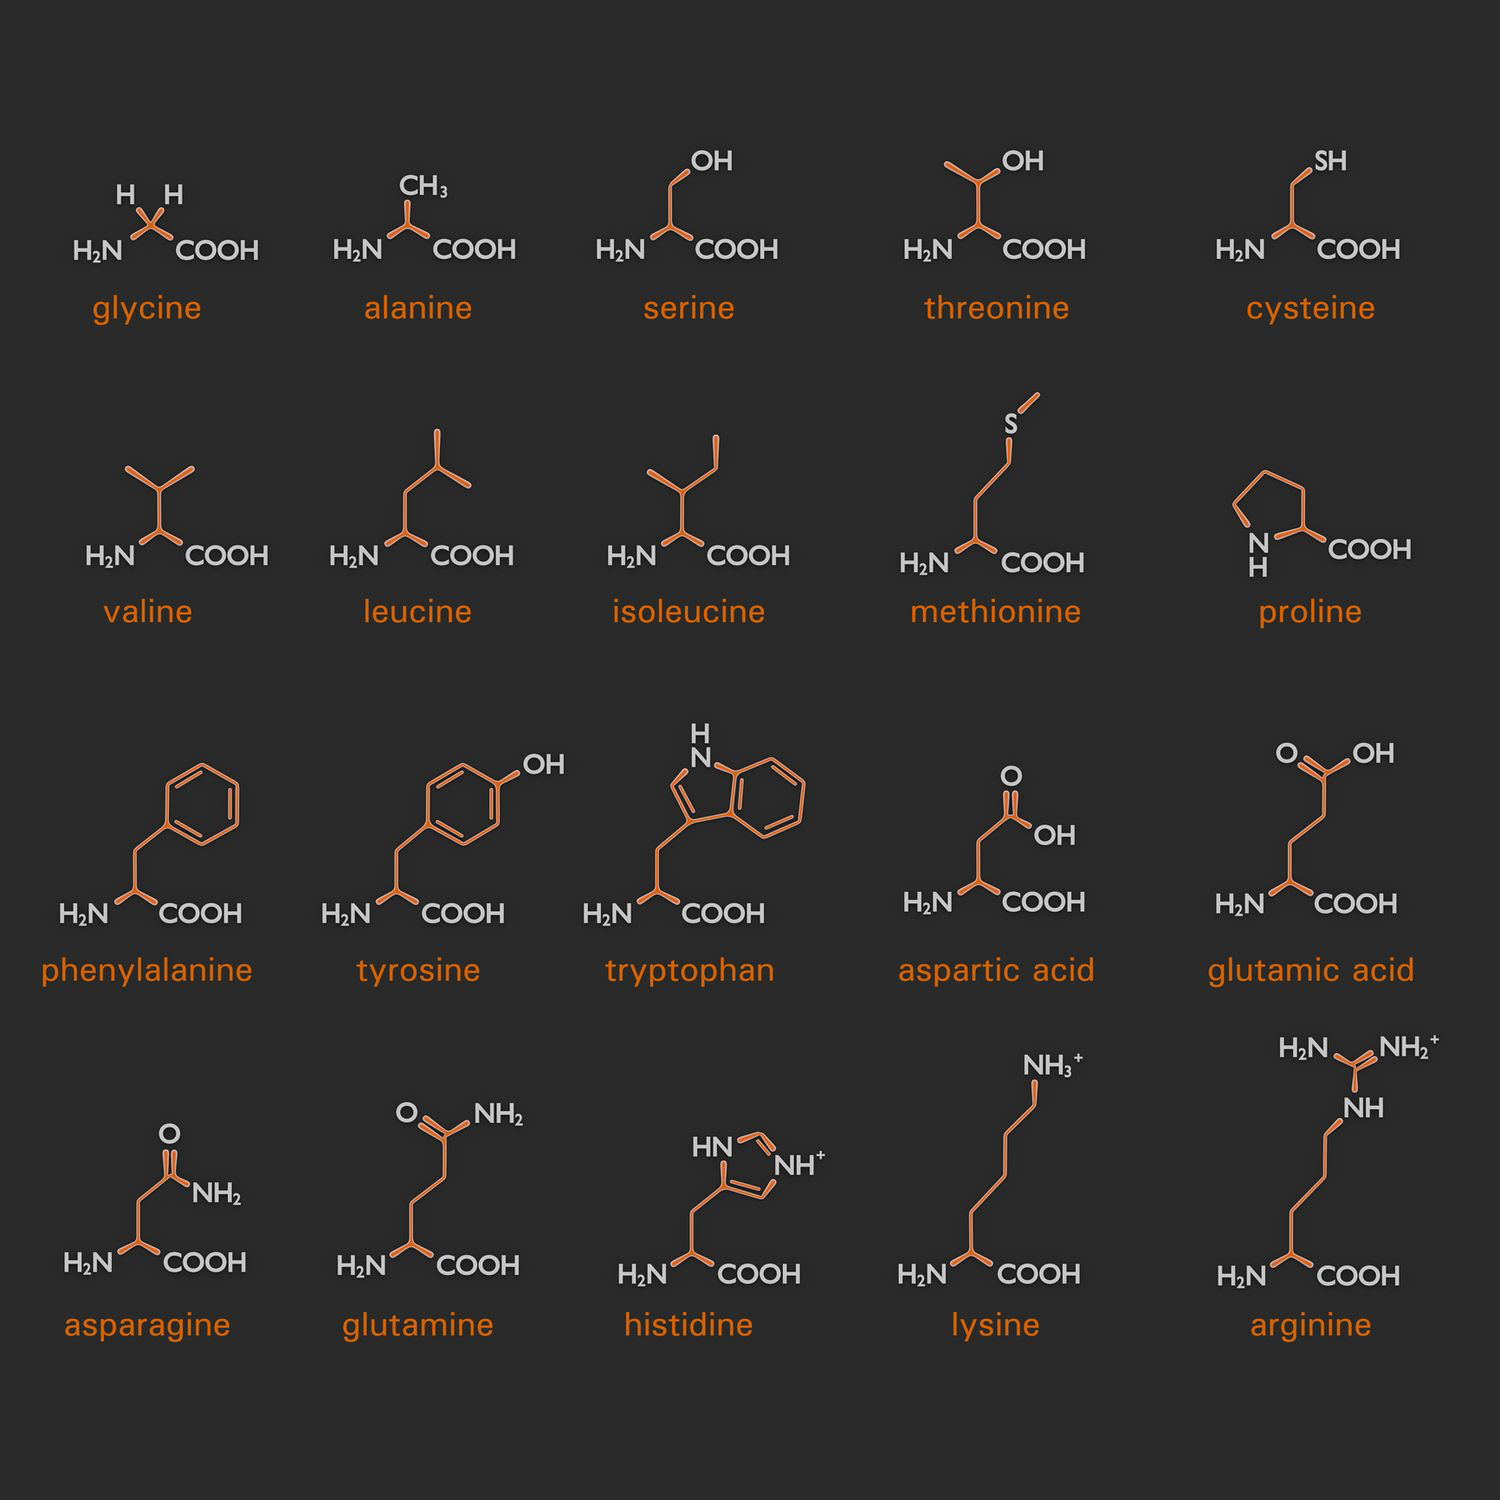 H H
H₂N COOH
glycine
CH₃
H₂N COOH
alanine
OH
H₂N COOH
serine
OH
H₂N COOH
threonine
SH
H₂N COOH
cysteine
H₂N COOH
valine
H₂N COOH
leucine
H₂N COOH
isoleucine
S
H₂N COOH
methionine
N
H
COOH
proline
H₂N COOH
phenylalanine
OH
H₂N COOH
tyrosine
H
N
H₂N COOH
tryptophan
O
OH
H₂N COOH
aspartic acid
O OH
H₂N COOH
glutamic acid
O
NH₂
H₂N COOH
asparagine
O NH₂
H₂N COOH
glutamine
HN
NH⁺
H₂N COOH
histidine
NH₃⁺
H₂N COOH
lysine
H₂N NH₂⁺
NH
H₂N COOH
arginine